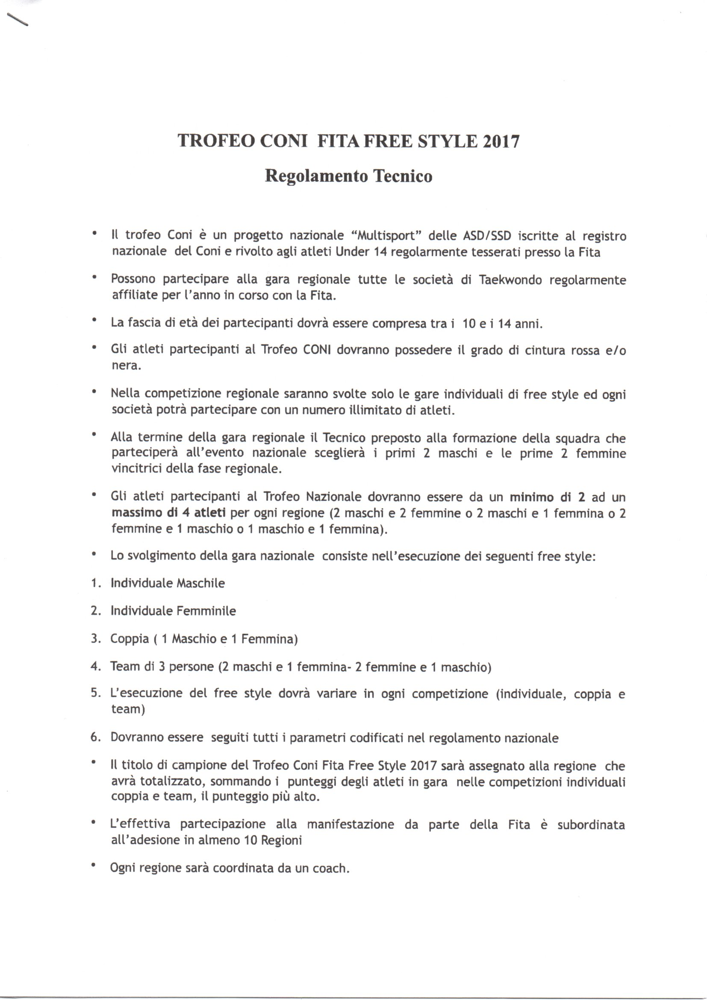 TROFEO CONI FITA FREE STYLE 2017
Regolamento Tecnico
• Il trofeo Coni è un progetto nazionale “Multisport” delle ASD/SSD iscritte al registro
nazionale del Coni e rivolto agli atleti Under 14 regolarmente tesserati presso la Fita
• Possono partecipare alla gara regionale tutte le società di Taekwondo regolarmente
affiliate per l’anno in corso con la Fita.
• La fascia di età dei partecipanti dovrà essere compresa tra i 10 e i 14 anni.
• Gli atleti partecipanti al Trofeo CONI dovranno possedere il grado di cintura rossa e/o
nera.
• Nella competizione regionale saranno svolte solo le gare individuali di free style ed ogni
società potrà partecipare con un numero illimitato di atleti.
• Alla termine della gara regionale il Tecnico preposto alla formazione della squadra che
parteciperà all’evento nazionale sceglierà i primi 2 maschi e le prime 2 femmine
vincitrici della fase regionale.
• Gli atleti partecipanti al Trofeo Nazionale dovranno essere da un minimo di 2 ad un
massimo di 4 atleti per ogni regione (2 maschi e 2 femmine o 2 maschi e 1 femmina o 2
femmine e 1 maschio o 1 maschio e 1 femmina).
• Lo svolgimento della gara nazionale consiste nell’esecuzione dei seguenti free style:
1. Individuale Maschile
2. Individuale Femminile
3. Coppia ( 1 Maschio e 1 Femmina)
4. Team di 3 persone (2 maschi e 1 femmina- 2 femmine e 1 maschio)
5. L’esecuzione del free style dovrà variare in ogni competizione (individuale, coppia e
team)
6. Dovranno essere seguiti tutti i parametri codificati nel regolamento nazionale
• Il titolo di campione del Trofeo Coni Fita Free Style 2017 sarà assegnato alla regione che
avrà totalizzato, sommando i punteggi degli atleti in gara nelle competizioni individuali
coppia e team, il punteggio più alto.
• L’effettiva partecipazione alla manifestazione da parte della Fita è subordinata
all’adesione in almeno 10 Regioni
• Ogni regione sarà coordinata da un coach.